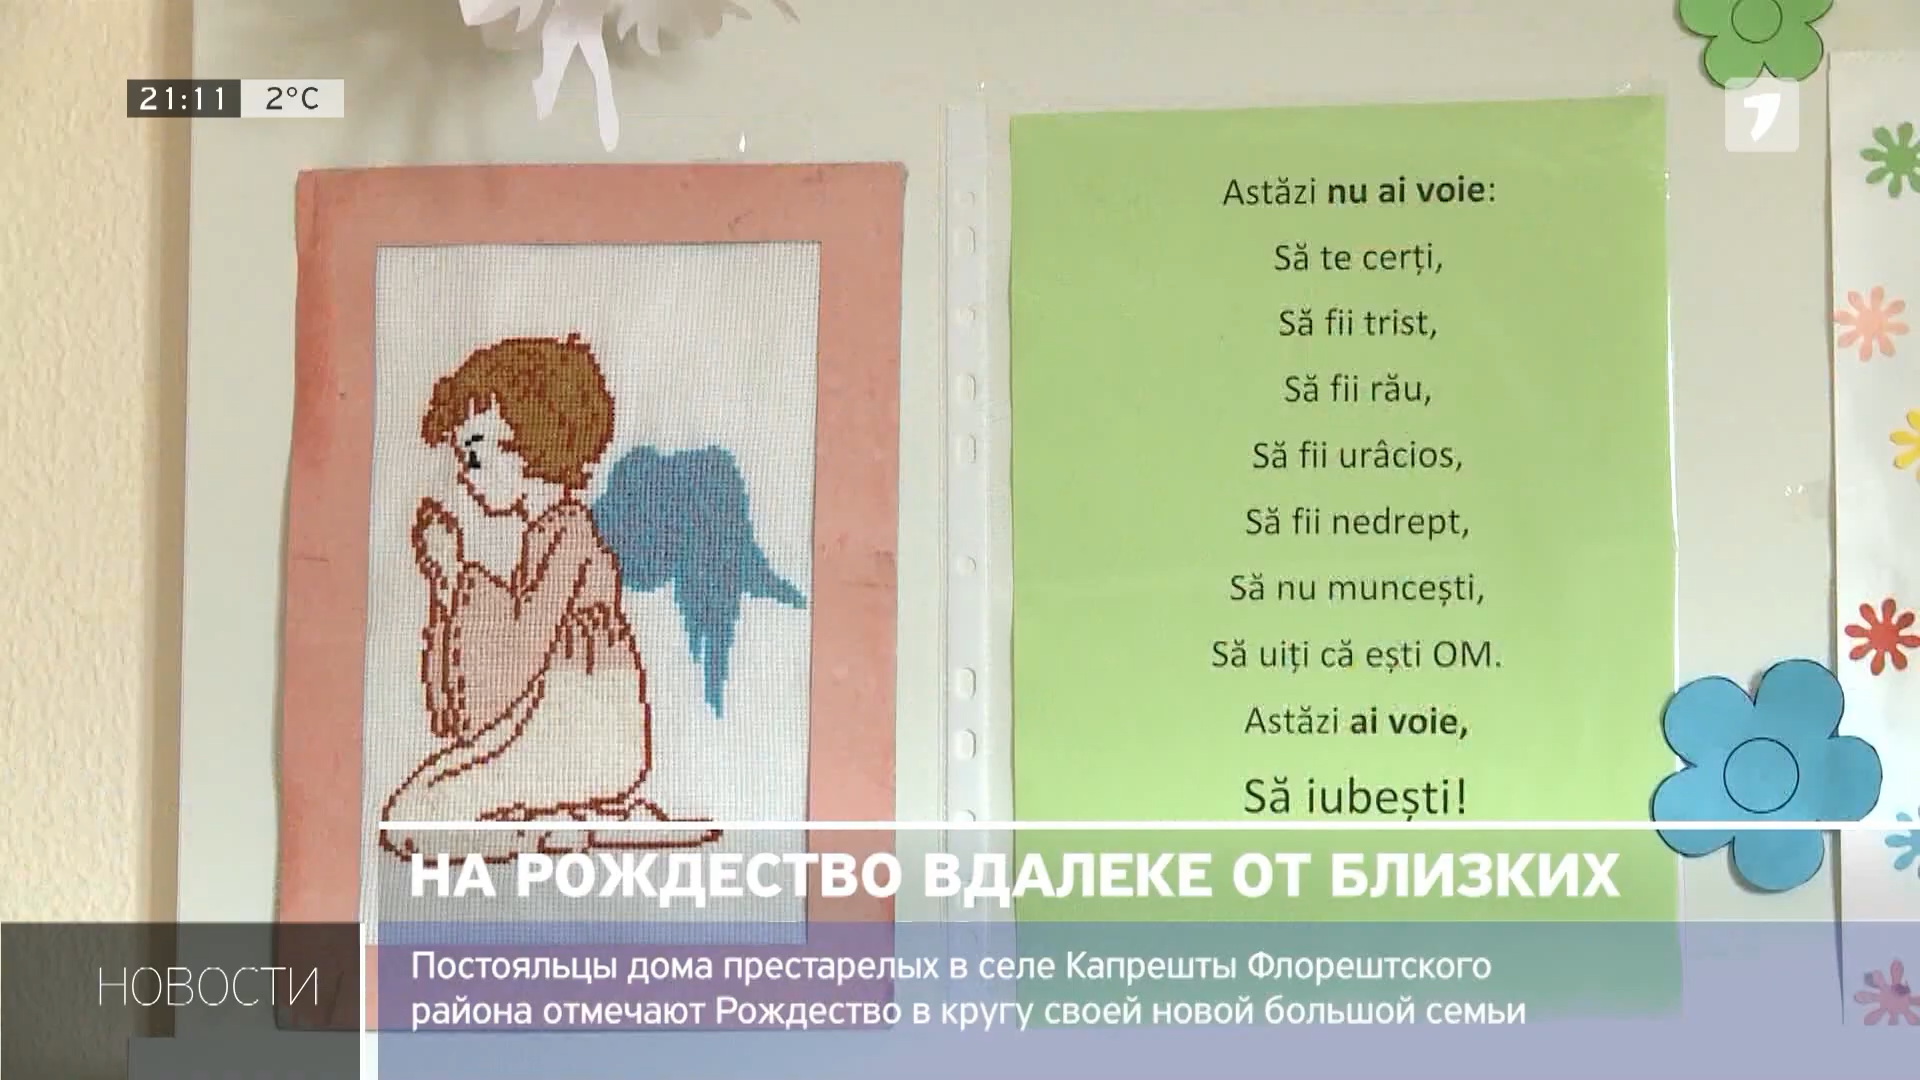 21:11 2°C
Astăzi nu ai voie:
Să te cerți,
Să fii trist,
Să fii rău,
Să fii urâcios,
Să fii nedrept,
Să nu muncești,
Să uiți că ești OM.
Astăzi ai voie,
Să iubești!
НА РОЖДЕСТВО ВДАЛЕКЕ ОТ БЛИЗКИХ
НОВОСТИ
Постояльцы дома престарелых в селе Капрешты Флорештского
района отмечают Рождество в кругу своей новой большой семьи